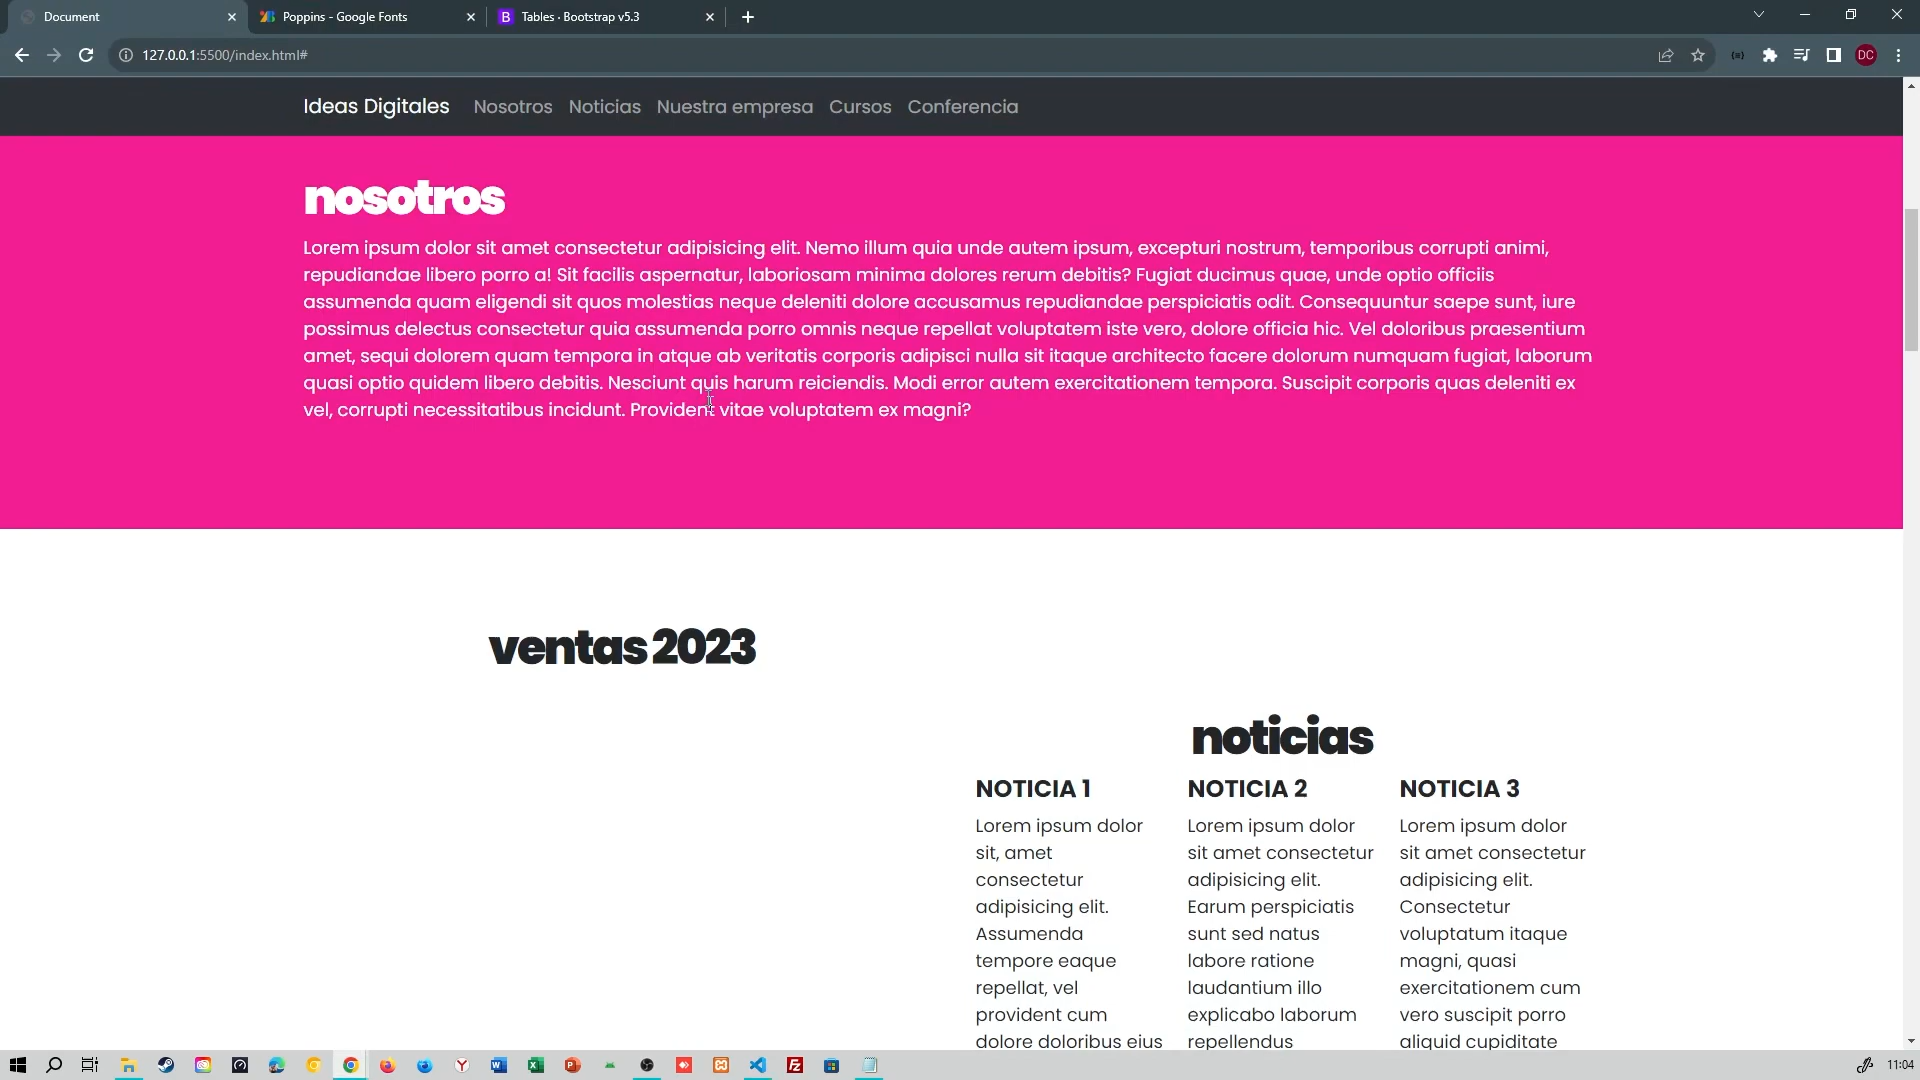 Document
Poppins - Google Fonts
B Tables · Bootstrap v5.3
127.0.0.1:5500/index.html#
DC
Ideas Digitales Nosotros Noticias Nuestra empresa Cursos Conferencia
nosotros
Lorem ipsum dolor sit amet consectetur adipisicing elit. Nemo illum quia unde autem ipsum, excepturi nostrum, temporibus corrupti animi,
repudiandae libero porro a! Sit facilis aspernatur, laboriosam minima dolores rerum debitis? Fugiat ducimus quae, unde optio officiis
assumenda quam eligendi sit quos molestias neque deleniti dolore accusamus repudiandae perspiciatis odit. Consequuntur saepe sunt, iure
possimus delectus consectetur quia assumenda porro omnis neque repellat voluptatem iste vero, dolore officia hic. Vel doloribus praesentium
amet, sequi dolorem quam tempora in atque ab veritatis corporis adipisci nulla sit itaque architecto facere dolorum numquam fugiat, laborum
quasi optio quidem libero debitis. Nesciunt quis harum reiciendis. Modi error autem exercitationem tempora. Suscipit corporis quas deleniti ex
vel, corrupti necessitatibus incidunt. Provident vitae voluptatem ex magni?
ventas 2023
noticias
NOTICIA 1
Lorem ipsum dolor
sit, amet
consectetur
adipisicing elit.
Assumenda
tempore eaque
repellat, vel
provident cum
dolore doloribus eius
NOTICIA 2
Lorem ipsum dolor
sit amet consectetur
adipisicing elit.
Earum perspiciatis
sunt sed natus
labore ratione
laudantium illo
explicabo laborum
repellendus
NOTICIA 3
Lorem ipsum dolor
sit amet consectetur
adipisicing elit.
Consectetur
voluptatum itaque
magni, quasi
exercitationem cum
vero suscipit porro
aliquid cupiditate
11:04